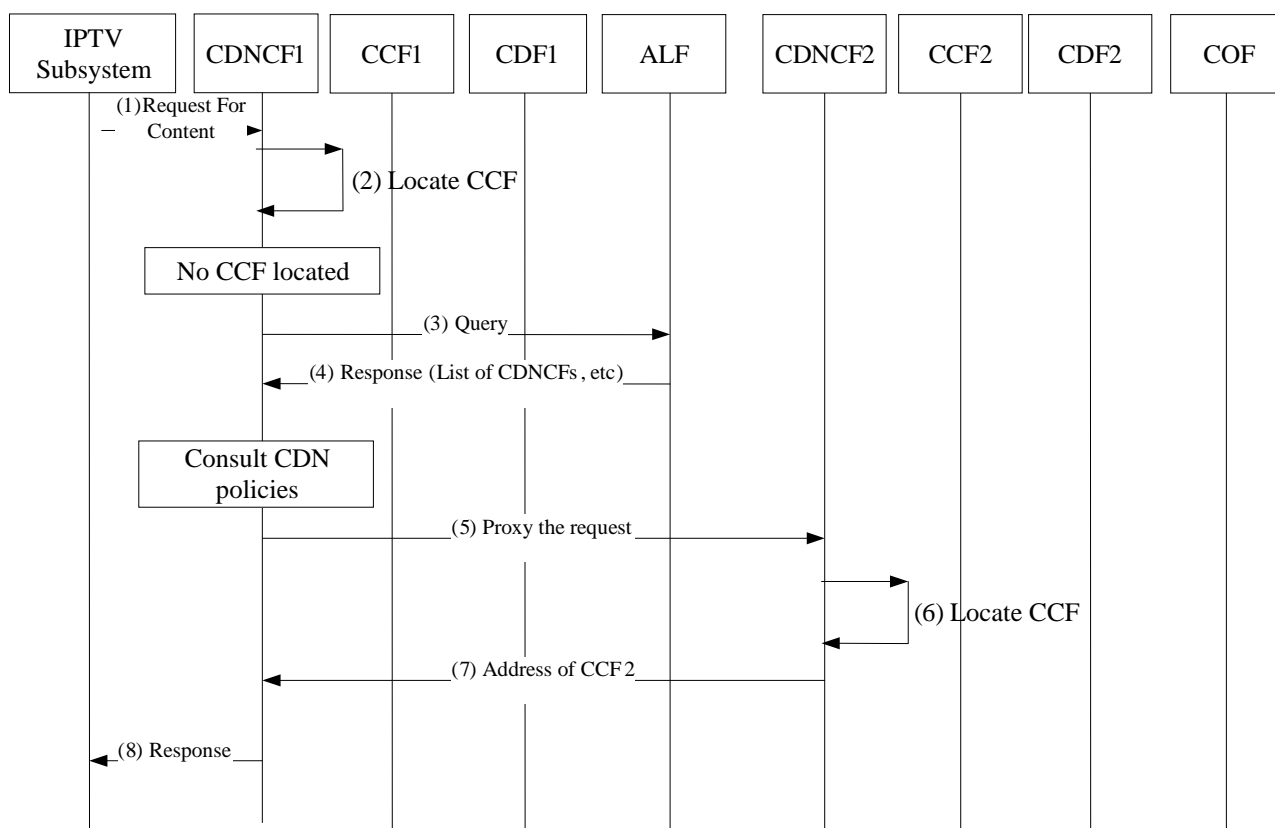 IPTV
Subsystem
CDNCF1
CCF1
CDF1
ALF
CDNCF2
CCF2
CDF2
COF
(1)Request For
Content
(2) Locate CCF
No CCF located
(3) Query
(4) Response (List of CDNCFs, etc)
Consult CDN
policies
(5) Proxy the request
(6) Locate CCF
(7) Address of CCF2
(8) Response